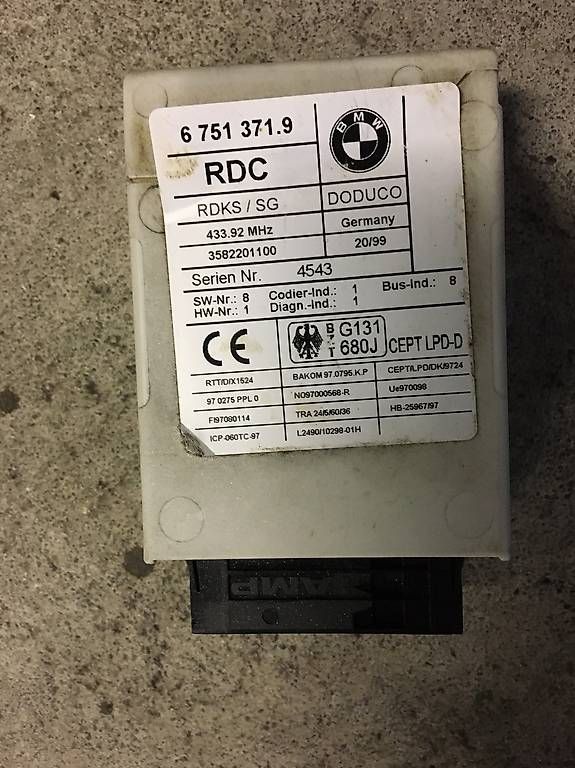 6 751 371.9
BMW
RDC
RDKS / SG
DODUCO
433.92 MHz
Germany
3582201100
20/99
Serien Nr. 4543
SW-Nr.: 8 Codier-Ind.: 1 Bus-Ind.: 8
HW-Nr.: 1 Diagn.-Ind.: 1
CE
BZT
G131
680J
CEPT LPD-D
RTT/D/X1524
BAKOM 97.0795.K.P
CEPT/LPD/DK/9724
97 0275 PPL 0
NO97000568-R
Ue970098
FI97080114
TRA 24/5/60/36
HB-25967/97
ICP-060TC-97
L2490/10298-01H
AMP